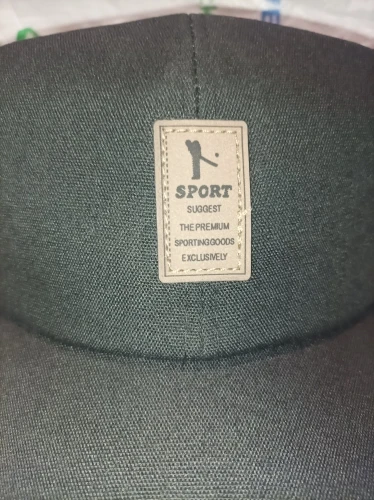 SPORT
SUGGEST
THE PREMIUM
SPORTINGGOODS
EXCLUSIVELY